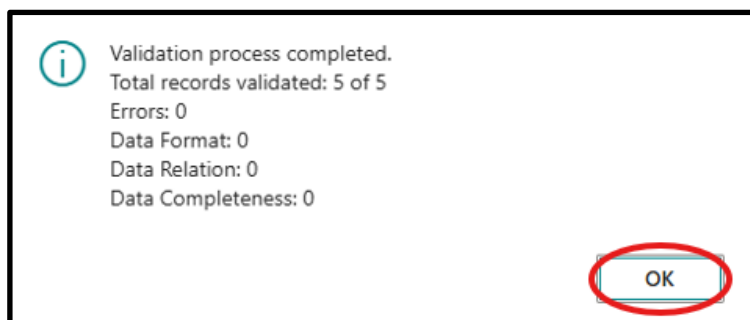 Validation process completed.
Total records validated: 5 of 5
Errors: 0
Data Format: 0
Data Relation: 0
Data Completeness: 0
OK